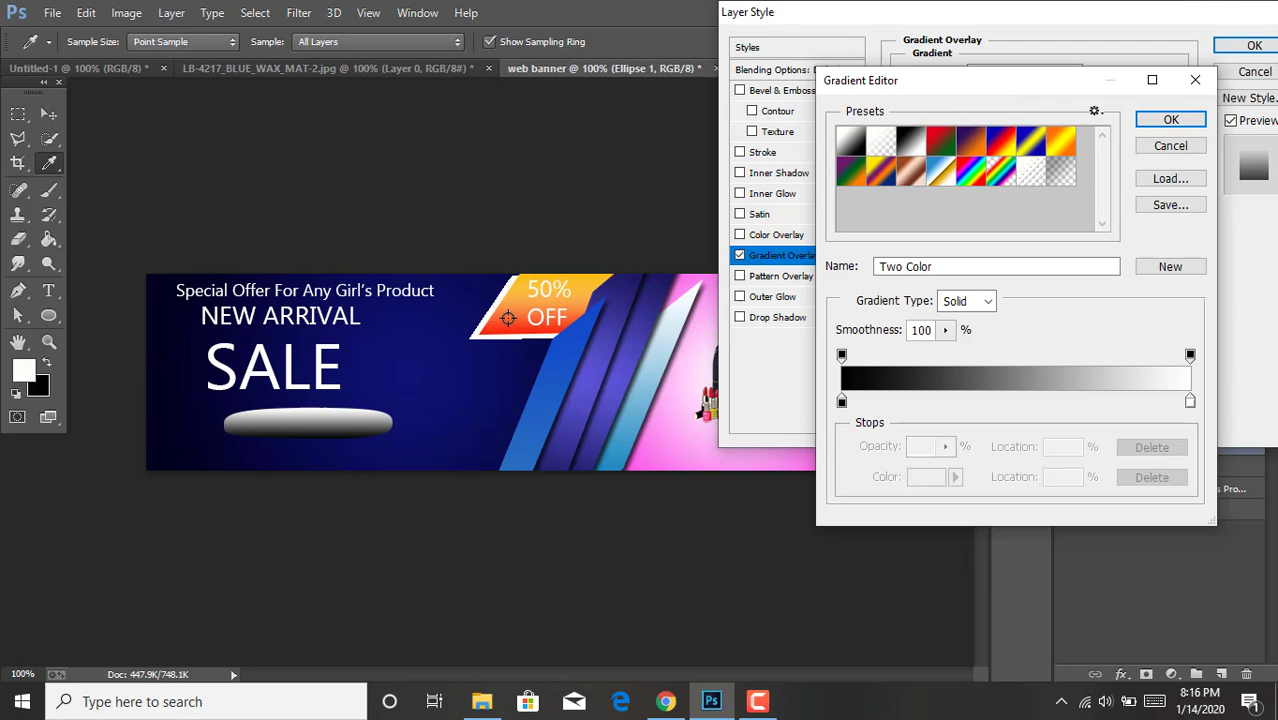 Ps File Edit Image Layer Type Select Filter 3D View Window Help
Sample Size: Point Sample Sample: All Layers Show Sampling Ring
Untitled-1 @ 100% (RGB/8) * × LB-4217_BLUE_WAX_MAT-2.jpg @ 100% (Layer 0, RGB/8#) * × web banner @ 100% (Ellipse 1, RGB/8) *
Layer Style
Styles
Blending Options:
Bevel & Emboss
Contour
Texture
Stroke
Inner Shadow
Inner Glow
Satin
Color Overlay
Gradient Overla
Pattern Overlay
Outer Glow
Drop Shadow
Gradient Overlay
Gradient
OK
Cancel
New Style..
Preview
Gradient Editor
Presets
OK
Cancel
Load...
Save...
Name: Two Color New
Gradient Type: Solid
Smoothness: 100 %
Stops
Opacity: % Location: % Delete
Color: Location: % Delete
Special Offer For Any Girl's Product
NEW ARRIVAL
SALE
50%
OFF
s Pro...
100% Doc: 447.9K/748.1K
Type here to search
Ps
8:16 PM
1/14/2020
1